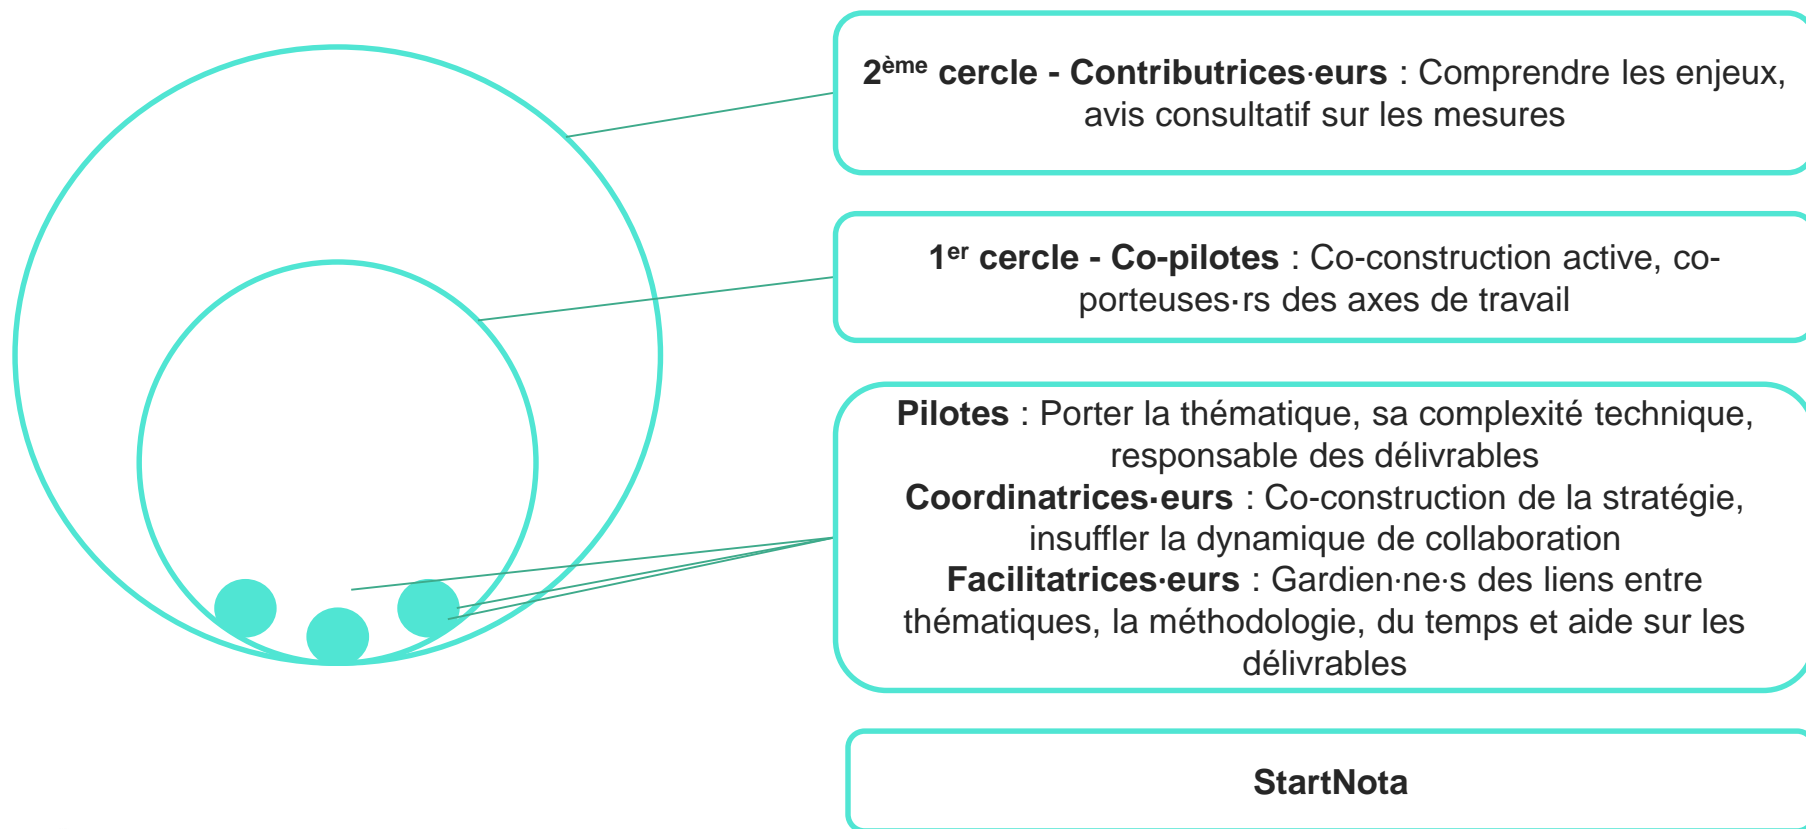 2ème cercle - Contributrices·eurs : Comprendre les enjeux,
avis consultatif sur les mesures
1er cercle - Co-pilotes : Co-construction active, co-
porteuses·rs des axes de travail
Pilotes : Porter la thématique, sa complexité technique,
responsable des délivrables
Coordinatrices·eurs : Co-construction de la stratégie,
insuffler la dynamique de collaboration
Facilitatrices·eurs : Gardien·ne·s des liens entre
thématiques, la méthodologie, du temps et aide sur les
délivrables
StartNota